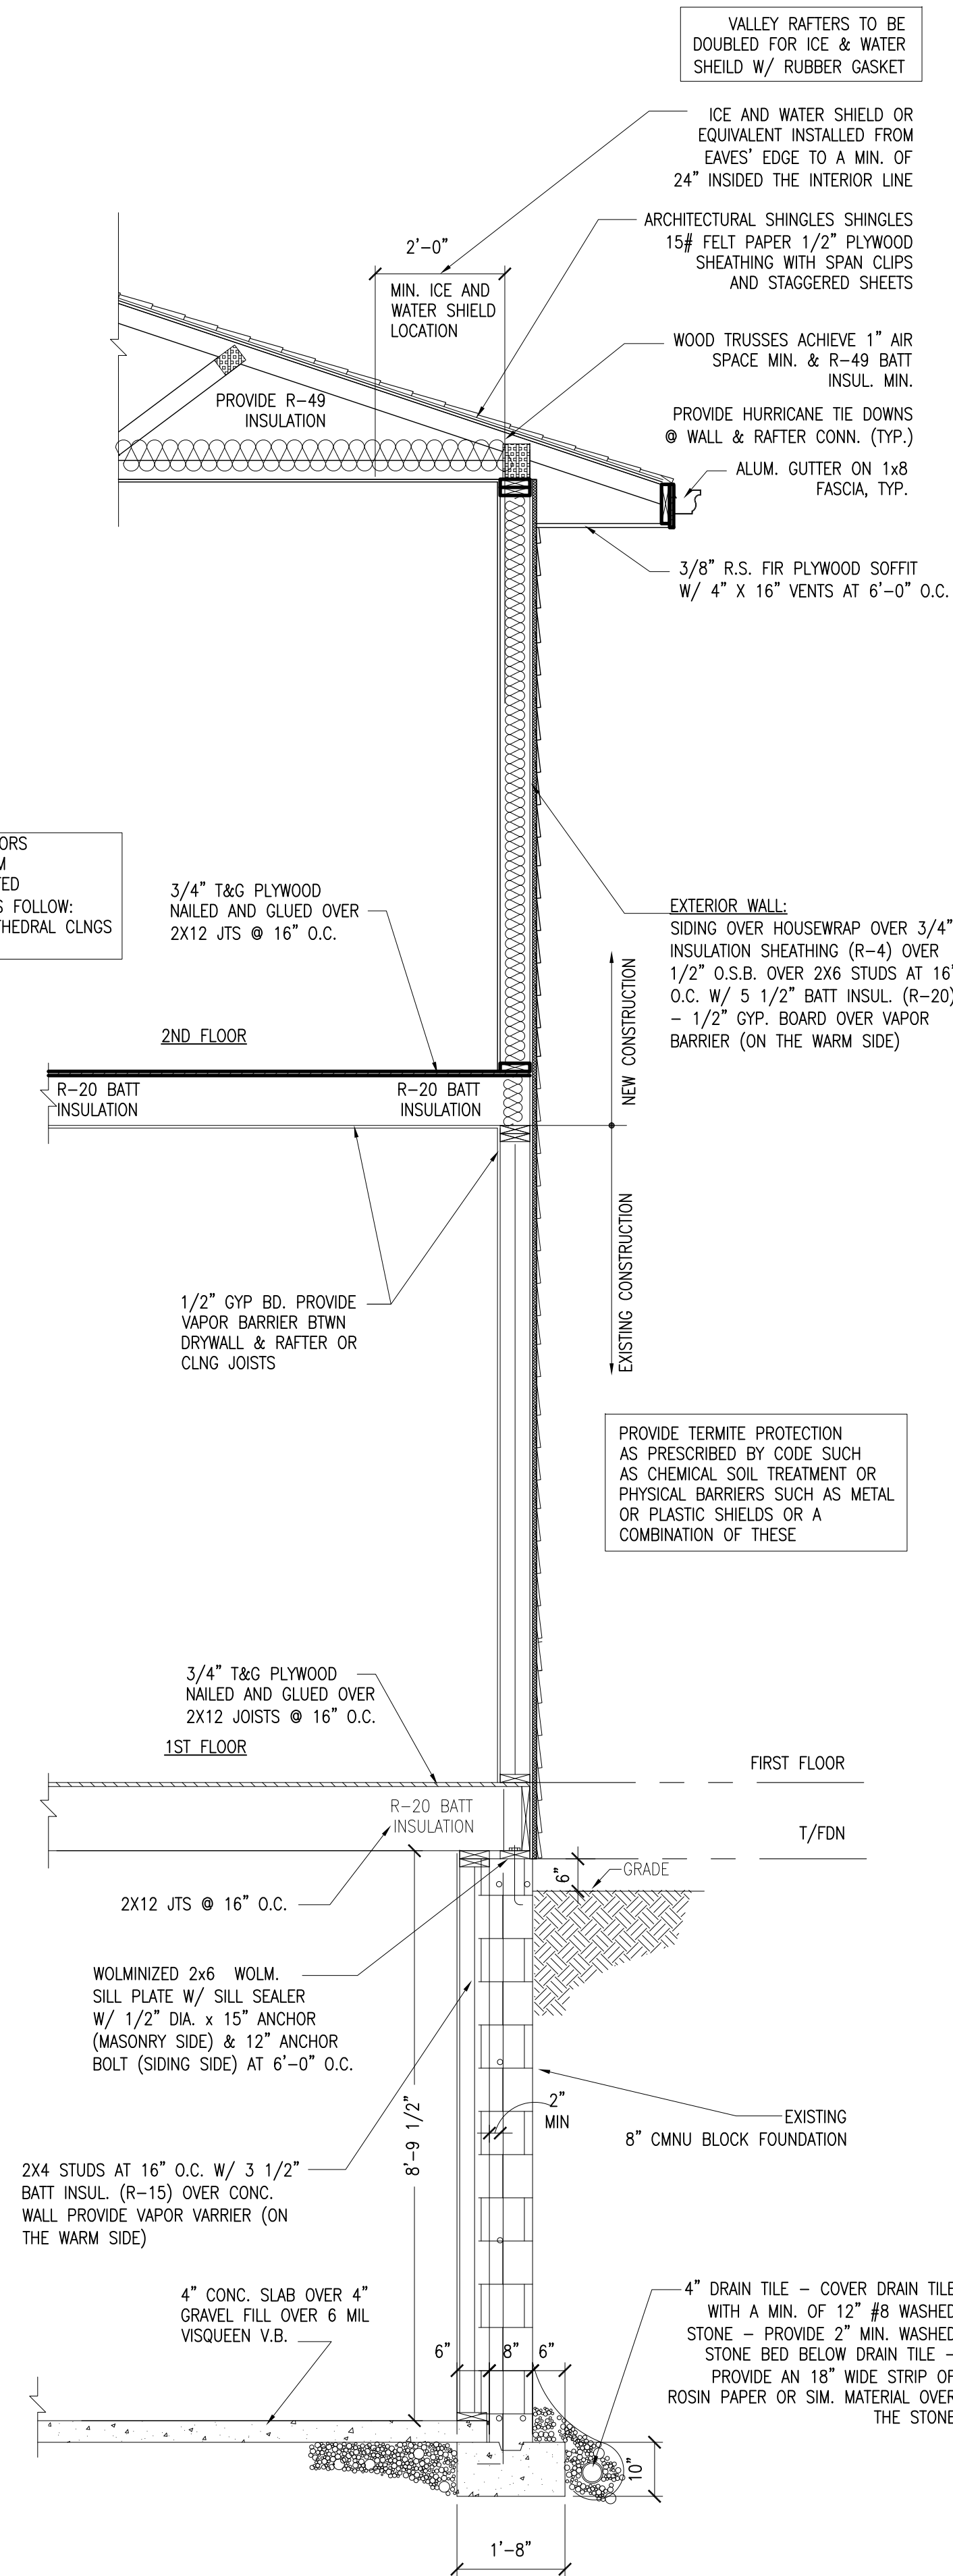 VALLEY RAFTERS TO BE
DOUBLED FOR ICE & WATER
SHEILD W/ RUBBER GASKET
ICE AND WATER SHIELD OR
EQUIVALENT INSTALLED FROM
EAVES' EDGE TO A MIN. OF
24" INSIDED THE INTERIOR LINE
ARCHITECTURAL SHINGLES SHINGLES
15# FELT PAPER 1/2" PLYWOOD
SHEATHING WITH SPAN CLIPS
AND STAGGERED SHEETS
2'-0"
MIN. ICE AND
WATER SHIELD
LOCATION
WOOD TRUSSES ACHIEVE 1" AIR
SPACE MIN. & R-49 BATT
INSUL. MIN.
PROVIDE R-49
INSULATION
PROVIDE HURRICANE TIE DOWNS
@ WALL & RAFTER CONN. (TYP.)
ALUM. GUTTER ON 1x8
FASCIA, TYP.
3/8" R.S. FIR PLYWOOD SOFFIT
W/ 4" X 16" VENTS AT 6'-0" O.C.
ORS
M
TED
S FOLLOW:
THEDRAL CLNGS
3/4" T&G PLYWOOD
NAILED AND GLUED OVER
2X12 JTS @ 16" O.C.
EXTERIOR WALL:
SIDING OVER HOUSEWRAP OVER 3/4"
INSULATION SHEATHING (R-4) OVER
1/2" O.S.B. OVER 2X6 STUDS AT 16"
O.C. W/ 5 1/2" BATT INSUL. (R-20)
- 1/2" GYP. BOARD OVER VAPOR
BARRIER (ON THE WARM SIDE)
NEW CONSTRUCTION
2ND FLOOR
R-20 BATT
INSULATION
R-20 BATT
INSULATION
EXISTING CONSTRUCTION
1/2" GYP BD. PROVIDE
VAPOR BARRIER BTWN
DRYWALL & RAFTER OR
CLNG JOISTS
PROVIDE TERMITE PROTECTION
AS PRESCRIBED BY CODE SUCH
AS CHEMICAL SOIL TREATMENT OR
PHYSICAL BARRIERS SUCH AS METAL
OR PLASTIC SHIELDS OR A
COMBINATION OF THESE
3/4" T&G PLYWOOD
NAILED AND GLUED OVER
2X12 JOISTS @ 16" O.C.
1ST FLOOR
FIRST FLOOR
R-20 BATT
INSULATION
T/FDN
6"
GRADE
2X12 JTS @ 16" O.C.
WOLMINIZED 2x6 WOLM.
SILL PLATE W/ SILL SEALER
W/ 1/2" DIA. x 15" ANCHOR
(MASONRY SIDE) & 12" ANCHOR
BOLT (SIDING SIDE) AT 6'-0" O.C.
8'-9 1/2"
2"
MIN
EXISTING
8" CMNU BLOCK FOUNDATION
2X4 STUDS AT 16" O.C. W/ 3 1/2"
BATT INSUL. (R-15) OVER CONC.
WALL PROVIDE VAPOR VARRIER (ON
THE WARM SIDE)
4" CONC. SLAB OVER 4"
GRAVEL FILL OVER 6 MIL
VISQUEEN V.B.
4" DRAIN TILE - COVER DRAIN TILE
WITH A MIN. OF 12" #8 WASHED
STONE - PROVIDE 2" MIN. WASHED
STONE BED BELOW DRAIN TILE -
PROVIDE AN 18" WIDE STRIP OF
ROSIN PAPER OR SIM. MATERIAL OVER
THE STONE
6"
8"
6"
10"
1'-8"